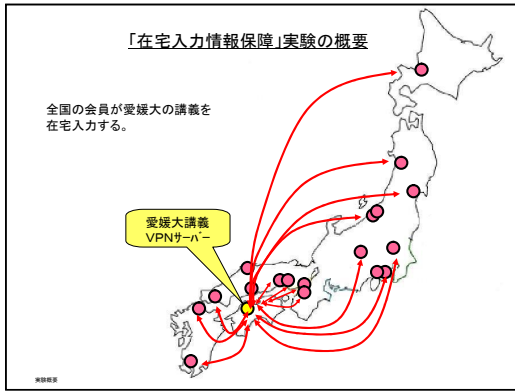 「在宅入力情報保障」実験の概要
全国の会員が愛媛大の講義を
在宅入力する。
愛媛大講義
VPNサーバー
実験概要